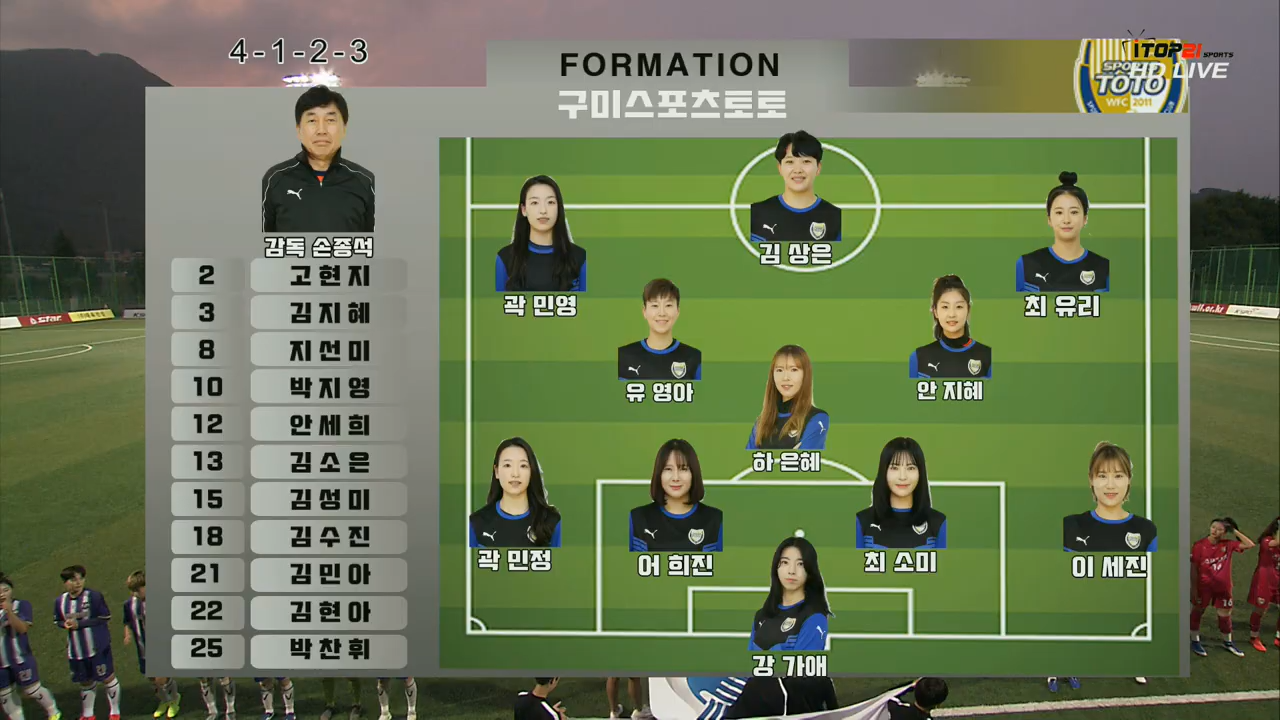 4-1-2-3
FORMATION
구미스포츠토토
iTOP21 SPORTS
HD LIVE
SPORTS
TOTO
WFC 2011
감독 손종석
2 고현지
3 김지혜
8 지선미
10 박지영
12 안세희
13 김소은
15 김성미
18 김수진
21 김민아
22 김현아
25 박찬휘
김 상은
곽 민영
최 유리
유 영아
안 지혜
하 은혜
곽 민정
어 희진
최 소미
이 세진
강 가애